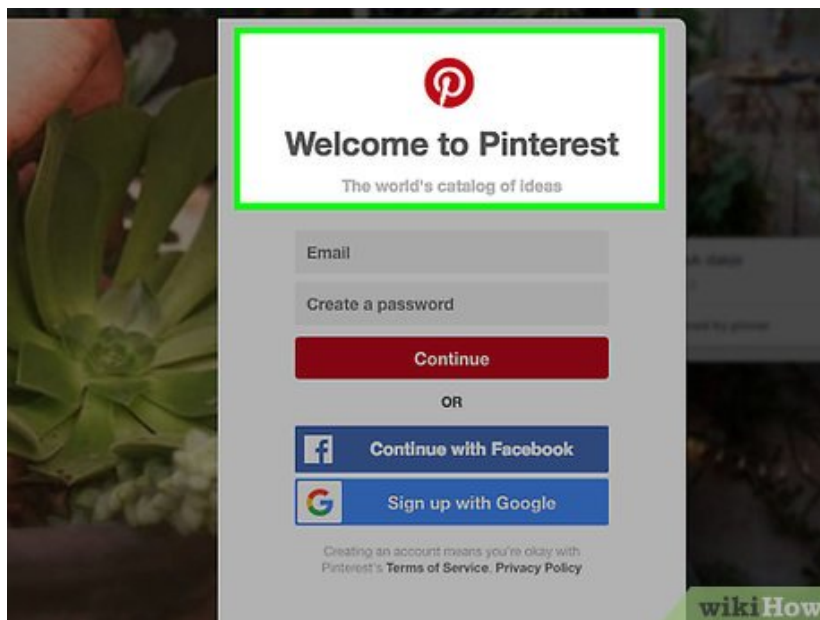 Welcome to Pinterest
The world's catalog of ideas
Email
Create a password
Continue
OR
Continue with Facebook
Sign up with Google
Creating an account means you're okay with
Pinterest's Terms of Service, Privacy Policy
wikiHow